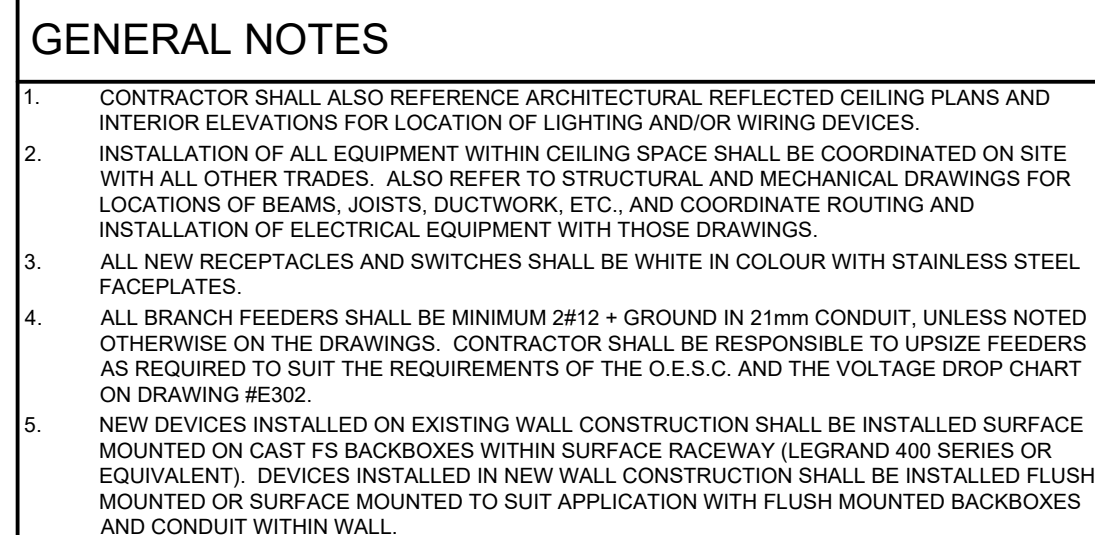 GENERAL NOTES
1. CONTRACTOR SHALL ALSO REFERENCE ARCHITECTURAL REFLECTED CEILING PLANS AND
INTERIOR ELEVATIONS FOR LOCATION OF LIGHTING AND/OR WIRING DEVICES.
2. INSTALLATION OF ALL EQUIPMENT WITHIN CEILING SPACE SHALL BE COORDINATED ON SITE
WITH ALL OTHER TRADES. ALSO REFER TO STRUCTURAL AND MECHANICAL DRAWINGS FOR
LOCATIONS OF BEAMS, JOISTS, DUCTWORK, ETC., AND COORDINATE ROUTING AND
INSTALLATION OF ELECTRICAL EQUIPMENT WITH THOSE DRAWINGS.
3. ALL NEW RECEPTACLES AND SWITCHES SHALL BE WHITE IN COLOUR WITH STAINLESS STEEL
FACEPLATES.
4. ALL BRANCH FEEDERS SHALL BE MINIMUM 2#12 + GROUND IN 21mm CONDUIT, UNLESS NOTED
OTHERWISE ON THE DRAWINGS. CONTRACTOR SHALL BE RESPONSIBLE TO UPSIZE FEEDERS
AS REQUIRED TO SUIT THE REQUIREMENTS OF THE O.E.S.C. AND THE VOLTAGE DROP CHART
ON DRAWING #E302.
5. NEW DEVICES INSTALLED ON EXISTING WALL CONSTRUCTION SHALL BE INSTALLED SURFACE
MOUNTED ON CAST FS BACKBOXES WITHIN SURFACE RACEWAY (LEGRAND 400 SERIES OR
EQUIVALENT). DEVICES INSTALLED IN NEW WALL CONSTRUCTION SHALL BE INSTALLED FLUSH
MOUNTED OR SURFACE MOUNTED TO SUIT APPLICATION WITH FLUSH MOUNTED BACKBOXES
AND CONDUIT WITHIN WALL.